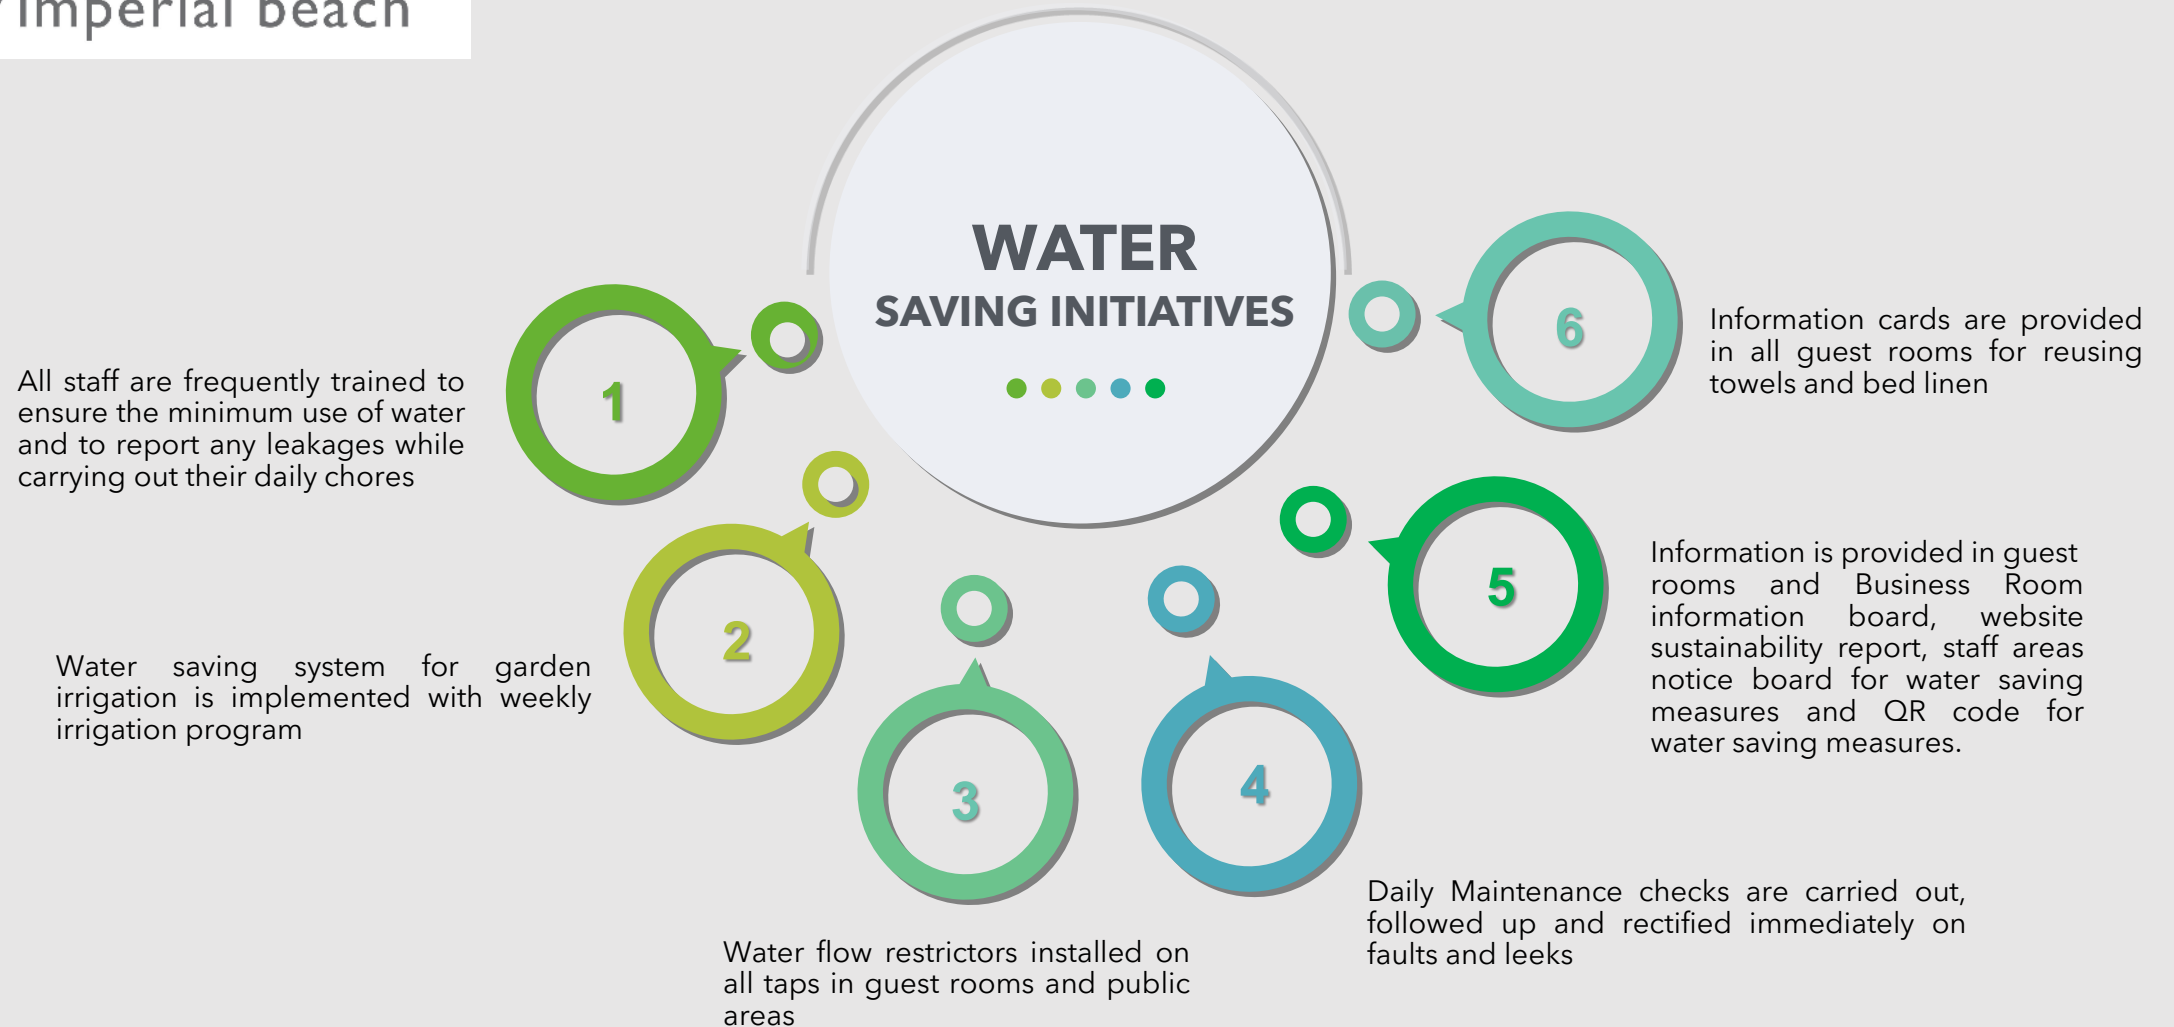 imperial beach
WATER
SAVING INITIATIVES
1
All staff are frequently trained to
ensure the minimum use of water
and to report any leakages while
carrying out their daily chores
2
Water saving system for garden
irrigation is implemented with weekly
irrigation program
3
Water flow restrictors installed on
all taps in guest rooms and public
areas
4
Daily Maintenance checks are carried out,
followed up and rectified immediately on
faults and leeks
5
Information is provided in guest
rooms and Business Room
information board, website
sustainability report, staff areas
notice board for water saving
measures and QR code for
water saving measures.
6
Information cards are provided
in all guest rooms for reusing
towels and bed linen